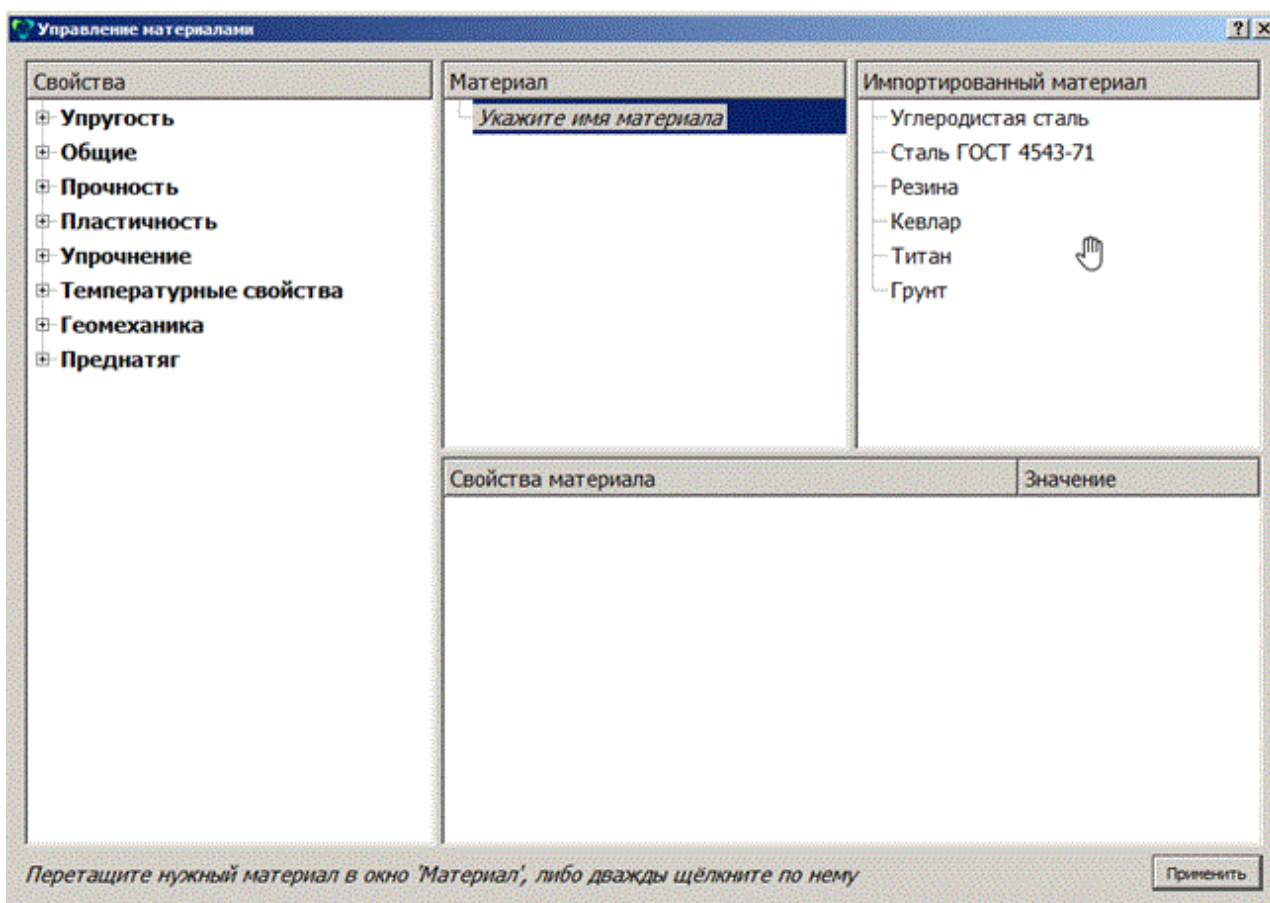 Управление материалами
Свойства
Упругость
Общие
Прочность
Пластичность
Упрочнение
Температурные свойства
Геомеханика
Преднатяг
Материал
Укажите имя материала
Импортированный материал
Углеродистая сталь
Сталь ГОСТ 4543-71
Резина
Кевлар
Титан
Грунт
Свойства материала
Значение
Перетащите нужный материал в окно 'Материал', либо дважды щёлкните по нему
Применить